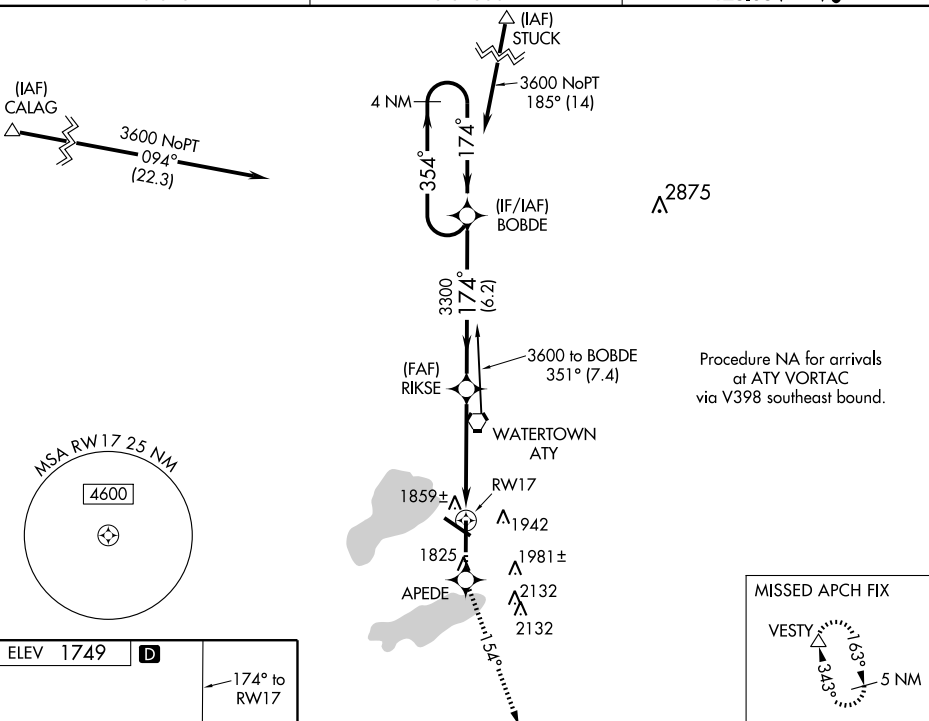 (IAF)
STUCK
3600 NoPT
185° (14)
(IAF)
CALAG
3600 NoPT
094°
(22.3)
4 NM
354°
174°
(IF/IAF)
BOBDE
2875
3300
174°
(6.2)
3600 to BOBDE
351° (7.4)
(FAF)
RIKSE
Procedure NA for arrivals
at ATY VORTAC
via V398 southeast bound.
WATERTOWN
ATY
MSA RW17 25 NM
4600
RW17
1859±
1942
1825
1981±
APEDE
2132
2132
154°
MISSED APCH FIX
VESTY
163°
343°
5 NM
ELEV 1749 D
174° to
RW17